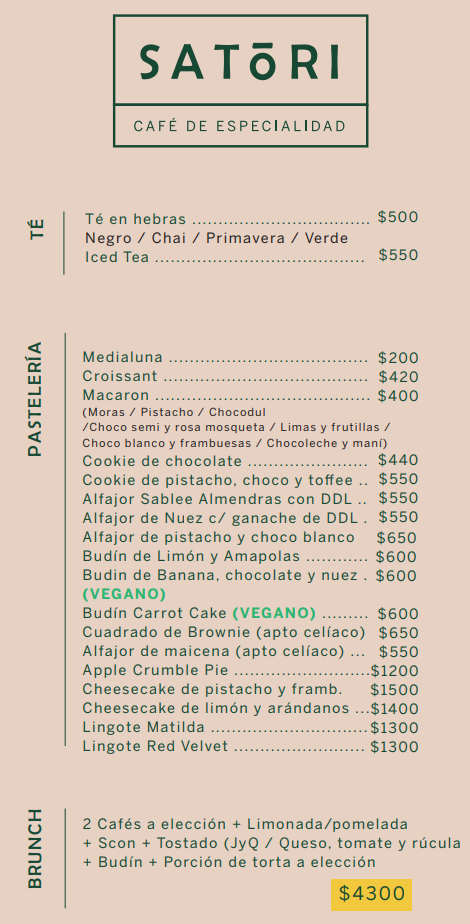 SATōRI
CAFÉ DE ESPECIALIDAD
TÉ
Té en hebras .................................. $500
Negro / Chai / Primavera / Verde
Iced Tea ........................................ $550
PASTELERÍA
Medialuna ...................................... $200
Croissant ....................................... $420
Macaron ........................................ $400
(Moras / Pistacho / Chocodul
/Choco semi y rosa mosqueta / Limas y frutillas /
Choco blanco y frambuesas / Chocoleche y maní)
Cookie de chocolate ....................... $440
Cookie de pistacho, choco y toffee .. $550
Alfajor Sablee Almendras con DDL .. $550
Alfajor de Nuez c/ ganache de DDL . $550
Alfajor de pistacho y choco blanco $650
Budín de Limón y Amapolas ............ $600
Budin de Banana, chocolate y nuez . $600
(VEGANO)
Budín Carrot Cake (VEGANO) ......... $600
Cuadrado de Brownie (apto celíaco) $650
Alfajor de maicena (apto celíaco) ... $550
Apple Crumble Pie ..........................$1200
Cheesecake de pistacho y framb. $1500
Cheesecake de limón y arándanos ...$1400
Lingote Matilda ..............................$1300
Lingote Red Velvet ......................... $1300
BRUNCH
2 Cafés a elección + Limonada/pomelada
+ Scon + Tostado (JyQ / Queso, tomate y rúcula
+ Budín + Porción de torta a elección
$4300